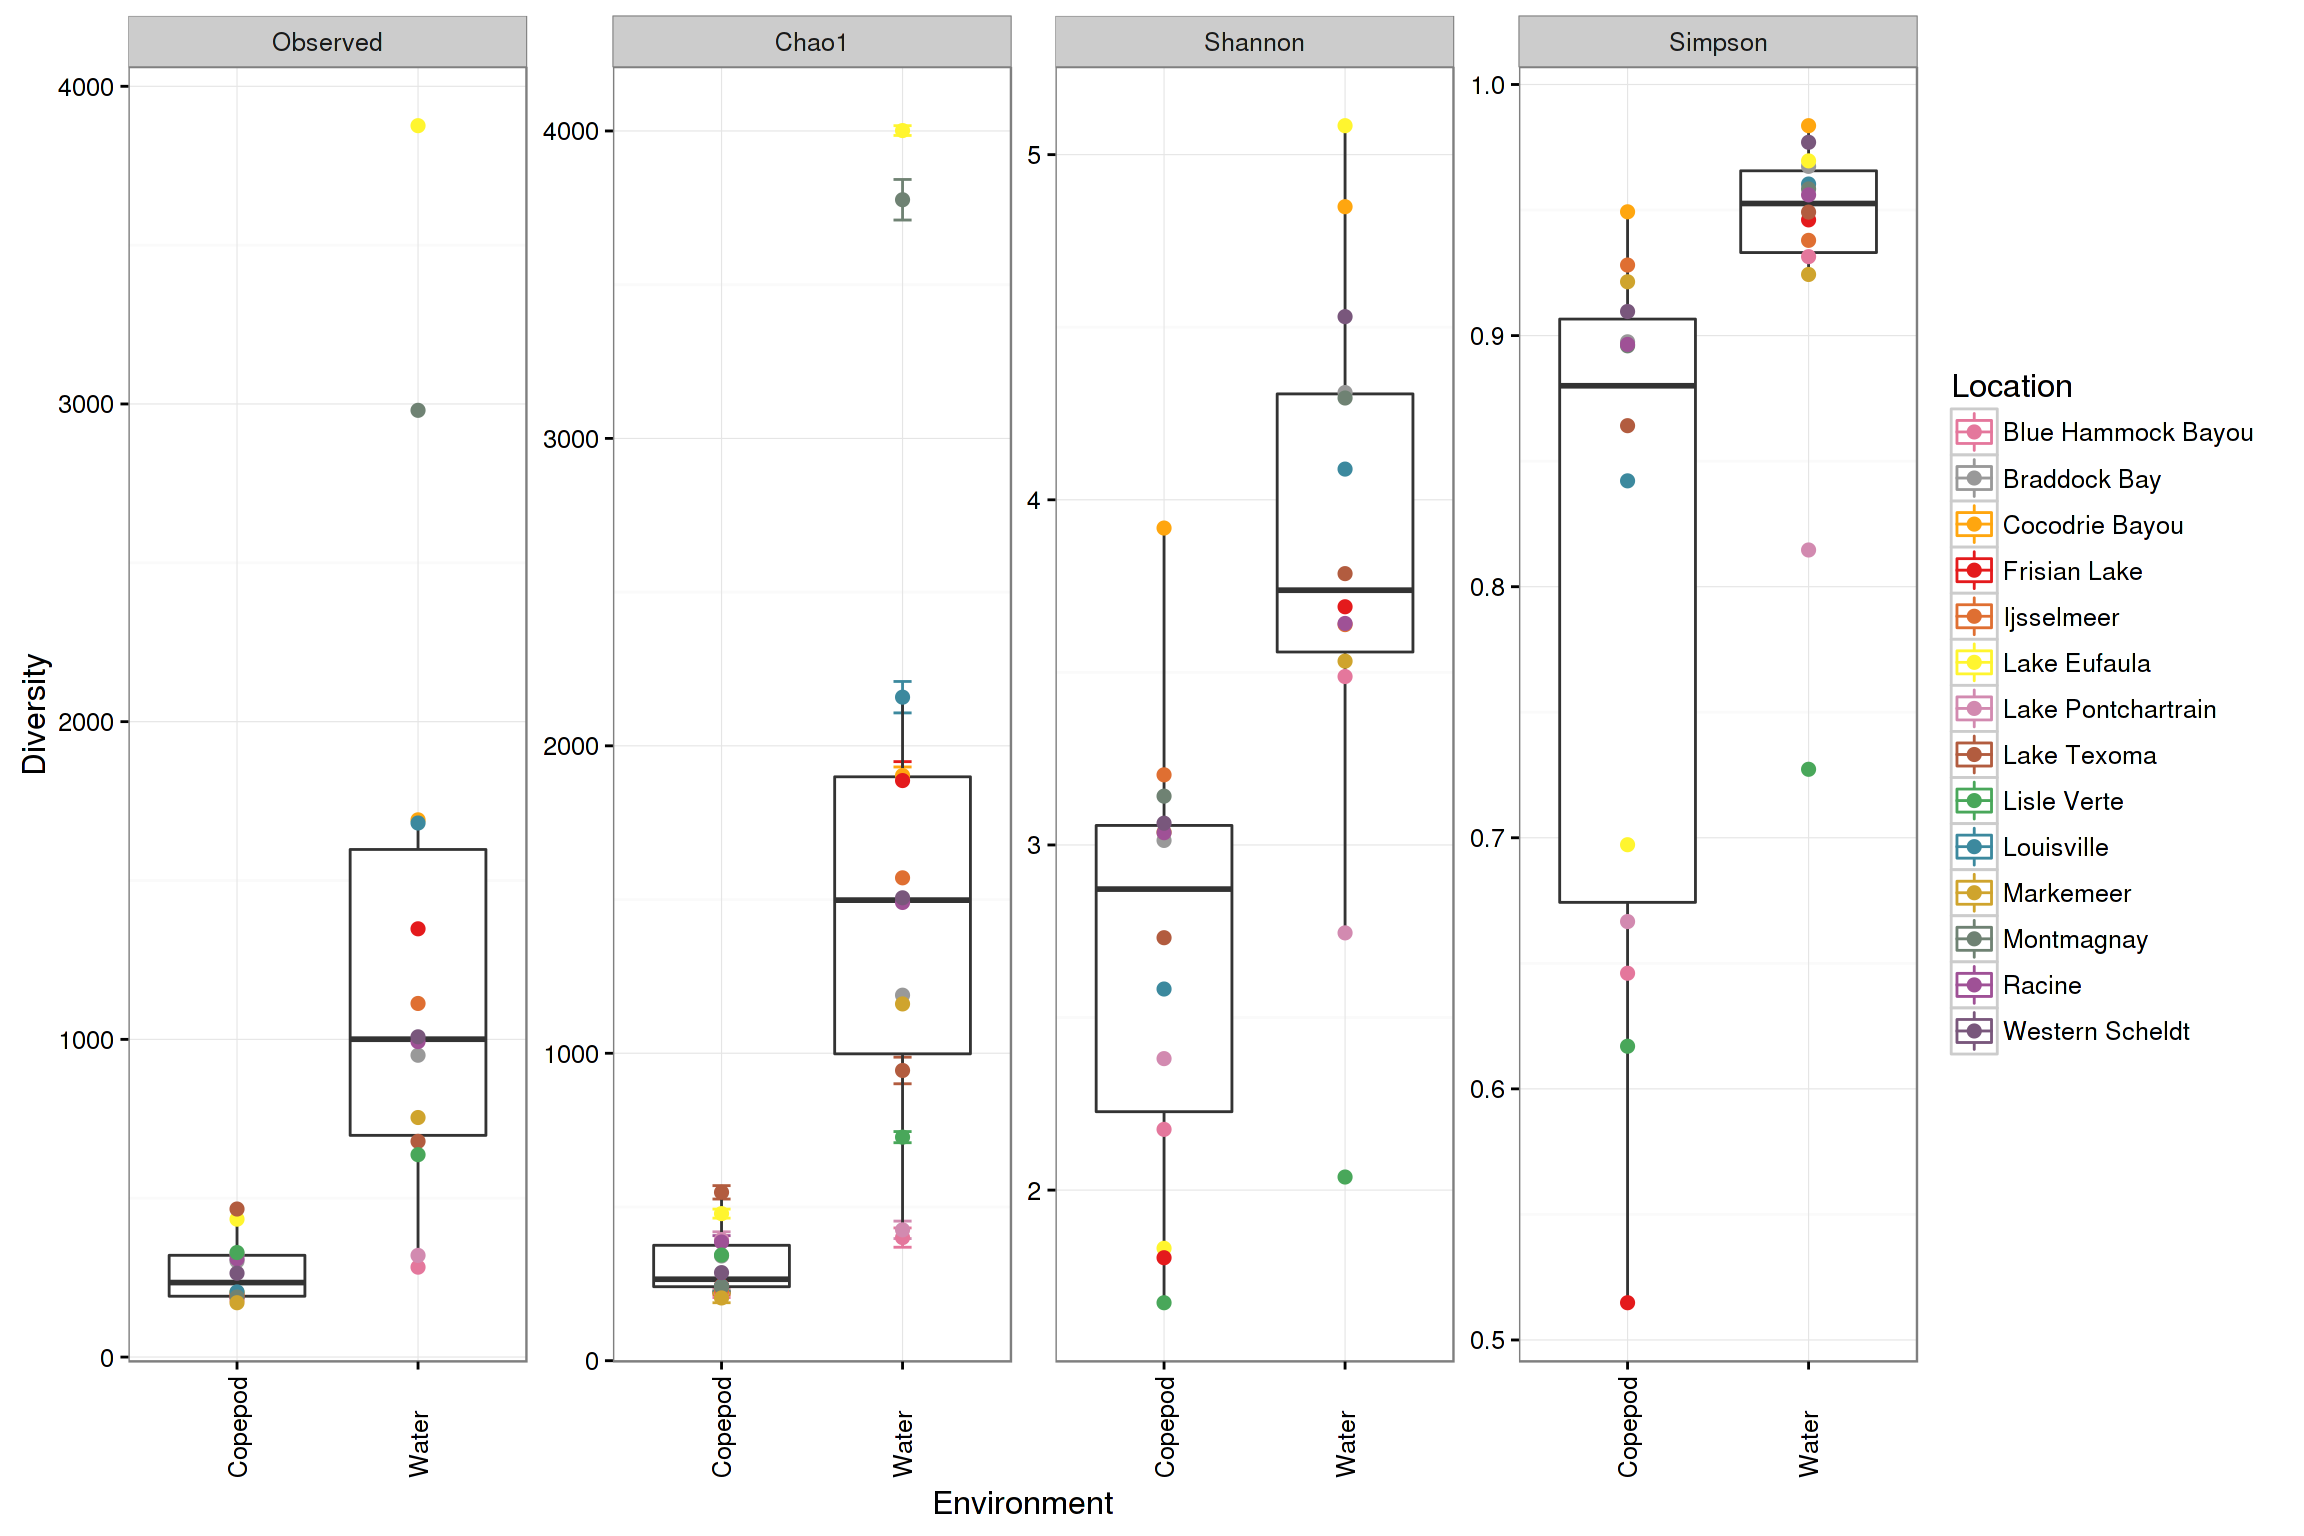 Observed
Chao1
Shannon
Simpson
Diversity
4000
3000
2000
1000
0
4000
3000
2000
1000
0
5
4
3
2
1.0
0.9
0.8
0.7
0.6
0.5
Copepod
Water
Copepod
Water
Copepod
Water
Copepod
Water
Environment
Location
Blue Hammock Bayou
Braddock Bay
Cocodrie Bayou
Frisian Lake
Ijsselmeer
Lake Eufaula
Lake Pontchartrain
Lake Texoma
Lisle Verte
Louisville
Markemeer
Montmagnay
Racine
Western Scheldt